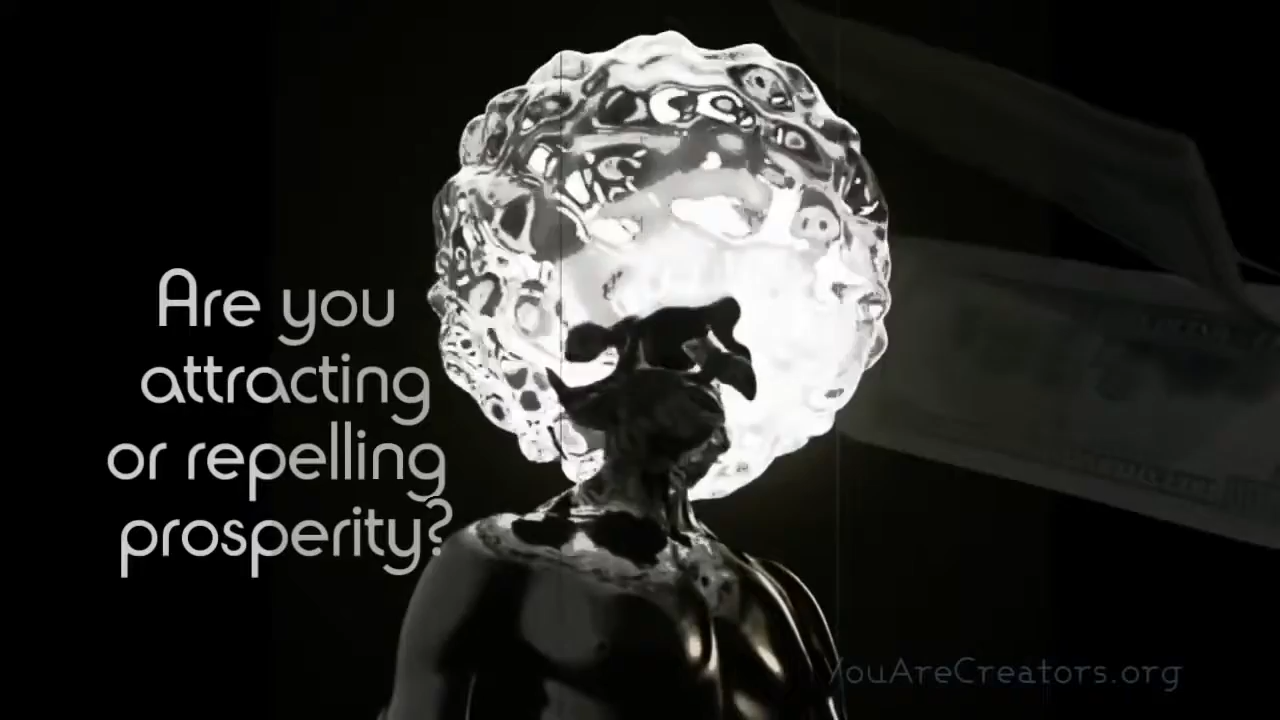 Are you
attracting
or repelling
prosperity?
YouAreCreators.org